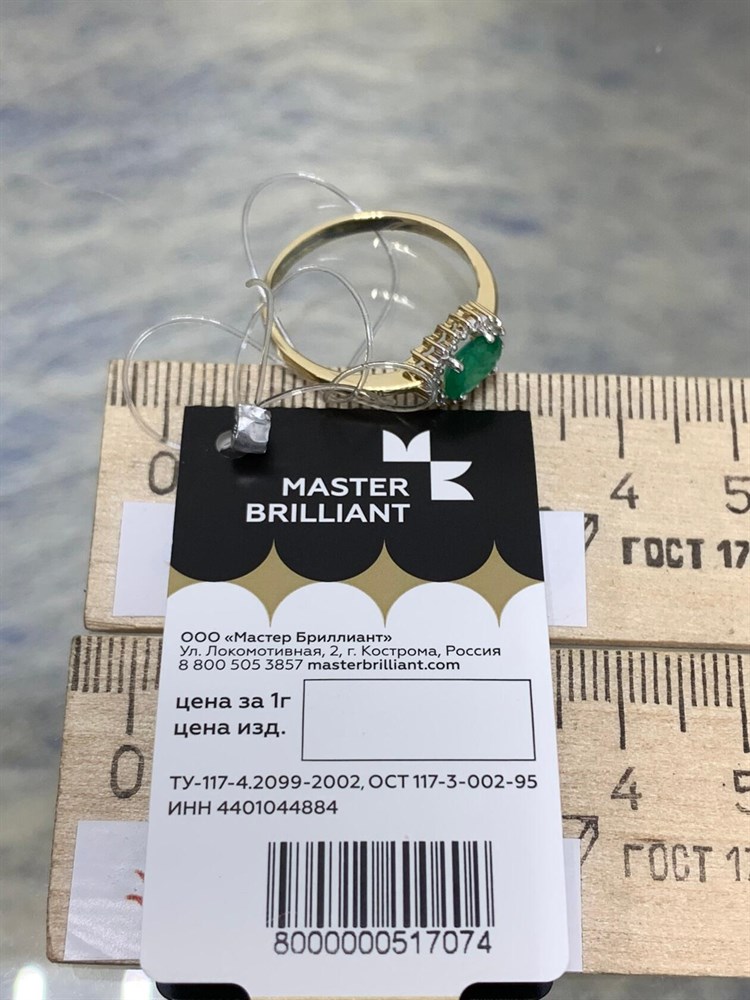 MASTER
BRILLIANT
0
4
5
ГОСТ 17
ООО «Мастер Бриллиант»
Ул. Локомотивная, 2, г. Кострома, Россия
8 800 505 3857 masterbrilliant.com
цена за 1г
цена изд.
0
4
5
ГОСТ 17
ТУ-117-4.2099-2002, ОСТ 117-3-002-95
ИНН 4401044884
8000000517074